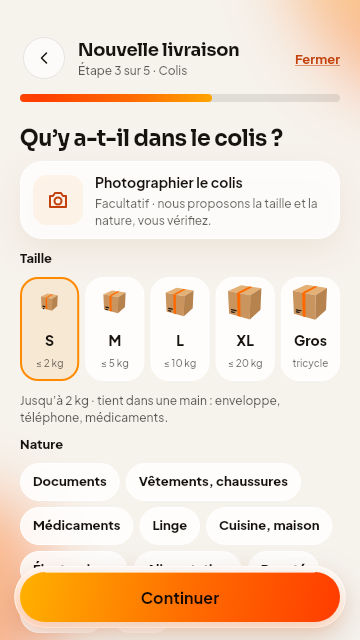 Nouvelle livraison
Étape 3 sur 5 · Colis
Fermer
Qu’y a-t-il dans le colis ?
Photographier le colis
Facultatif · nous proposons la taille et la
nature, vous vérifiez.
Taille
S
M
L
XL
Gros
≤ 2 kg
≤ 5 kg
≤ 10 kg
≤ 20 kg
tricycle
Jusqu’à 2 kg · tient dans une main : enveloppe,
téléphone, médicaments.
Nature
Documents
Vêtements, chaussures
Médicaments
Linge
Cuisine, maison
Continuer